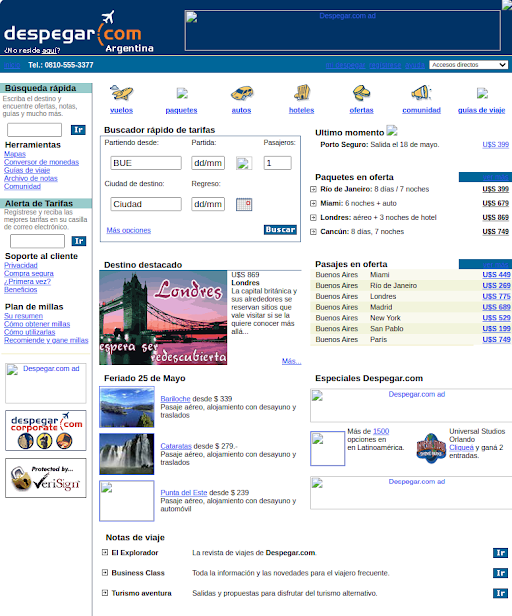 despegar.com
Argentina
¿No reside aquí?
Despegar.com ad
Tel.: 0810-555-3377
Accesos directos
Búsqueda rápida
Escriba el destino y
encuentre ofertas, notas,
guías y mucho más.
Ir
Herramientas
Mapas
Conversor de monedas
Guías de viaje
Archivo de notas
Comunidad
Alerta de Tarifas
Regístrese y reciba las
mejores tarifas en su casilla
de correo electrónico.
Ir
Soporte al cliente
Privacidad
Compra segura
¿Primera vez?
Beneficios
Plan de millas
Su resumen
Cómo obtener millas
Cómo utilizarlas
Recomiende y gane millas
Despegar.com ad
despegar.com
corporate
Protected by...
VeriSign
vuelos paquetes autos hoteles ofertas comunidad guías de viaje
Buscador rápido de tarifas
Partiendo desde: Partida: Pasajeros:
BUE dd/mm 1
Ciudad de destino: Regreso:
Ciudad dd/mm
Más opciones Buscar
Ultimo momento
Porto Seguro: Salida el 18 de mayo. U$S 399
Paquetes en oferta
Río de Janeiro: 8 días / 7 noches U$S 399
Miami: 6 noches + auto U$S 679
Londres: aéreo + 3 noches de hotel U$S 869
Cancún: 8 días, 7 noches U$S 749
Destino destacado
Londres
espera ser
redescubierta
U$S 869
Londres
La capital británica y
sus alrededores se
reservan sitios que
vale visitar si se la
quiere conocer más
allá...
Más...
Pasajes en oferta
Buenos Aires Miami U$S 449
Buenos Aires Río de Janeiro U$S 269
Buenos Aires Londres U$S 775
Buenos Aires Madrid U$S 689
Buenos Aires New York U$S 529
Buenos Aires San Pablo U$S 199
Buenos Aires París U$S 749
Feriado 25 de Mayo
Bariloche desde $ 339
Pasaje aéreo, alojamiento con desayuno y
traslados
Cataratas desde $ 279.-
Pasaje aéreo, alojamiento con desayuno y
traslados
Punta del Este desde $ 239
Pasaje aéreo, alojamiento con desayuno y
automóvil
Especiales Despegar.com
Despegar.com ad
Más de 1500
opciones en
en Latinoamérica.
Universal Studios
Orlando
Cliquea y ganá 2
entradas.
Despegar.com ad
Notas de viaje
El Explorador La revista de viajes de Despegar.com. Ir
Business Class Toda la información y las novedades para el viajero frecuente. Ir
Turismo aventura Salidas y propuestas para disfrutar del turismo alternativo. Ir